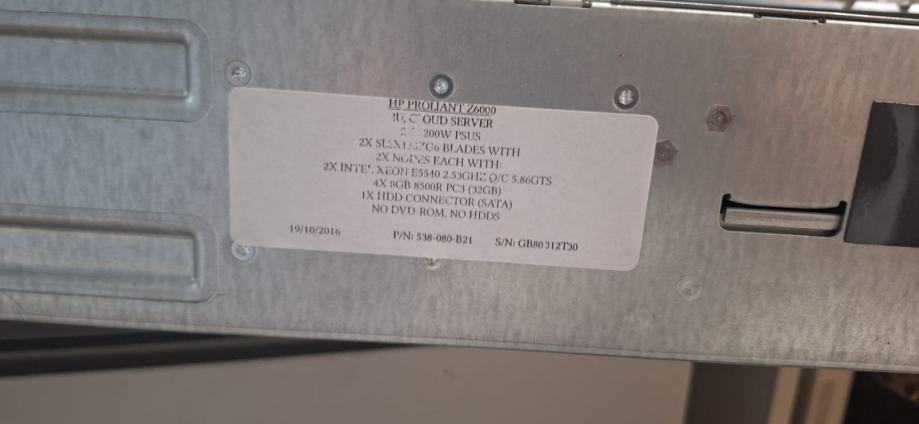 HP PROLIANT Z6000
OUD SERVER
200W PSUS
2X BLADES WITH
2X NODES EACH WITH:
2X INTEL XEON E5540 2.53GHZ Q/C 5.86GTS
4X 8GB 8500R PC3 (32GB)
1X HDD CONNECTOR (SATA)
NO DVD-ROM, NO HDDS
19/10/2016 P/N: 538-080-B21 S/N: GB80312T30